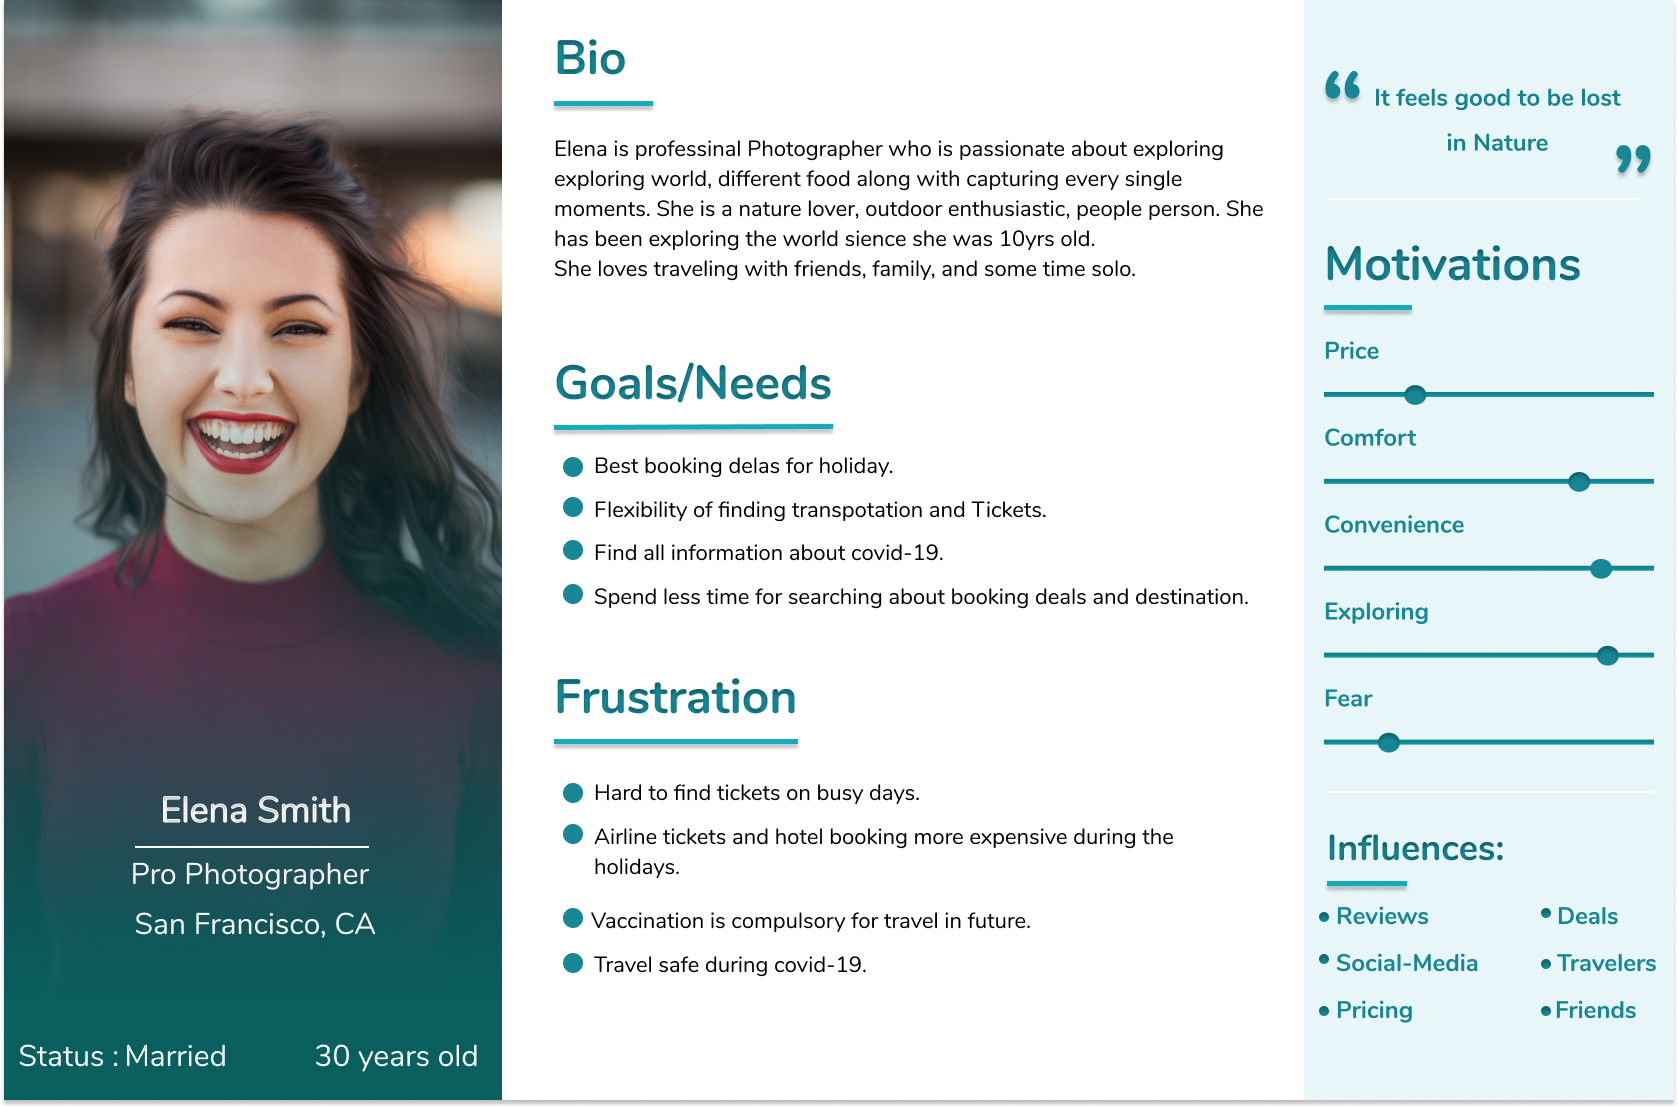 Elena Smith
Pro Photographer
San Francisco, CA
Status : Married
30 years old
Bio
Elena is professinal Photographer who is passionate about exploring
exploring world, different food along with capturing every single
moments. She is a nature lover, outdoor enthusiastic, people person. She
has been exploring the world sience she was 10yrs old.
She loves traveling with friends, family, and some time solo.
Goals/Needs
Best booking delas for holiday.
Flexibility of finding transpotation and Tickets.
Find all information about covid-19.
Spend less time for searching about booking deals and destination.
Frustration
Hard to find tickets on busy days.
Airline tickets and hotel booking more expensive during the
holidays.
Vaccination is compulsory for travel in future.
Travel safe during covid-19.
“ It feels good to be lost
in Nature ”
Motivations
Price
Comfort
Convenience
Exploring
Fear
Influences:
Reviews
Social-Media
Pricing
Deals
Travelers
Friends